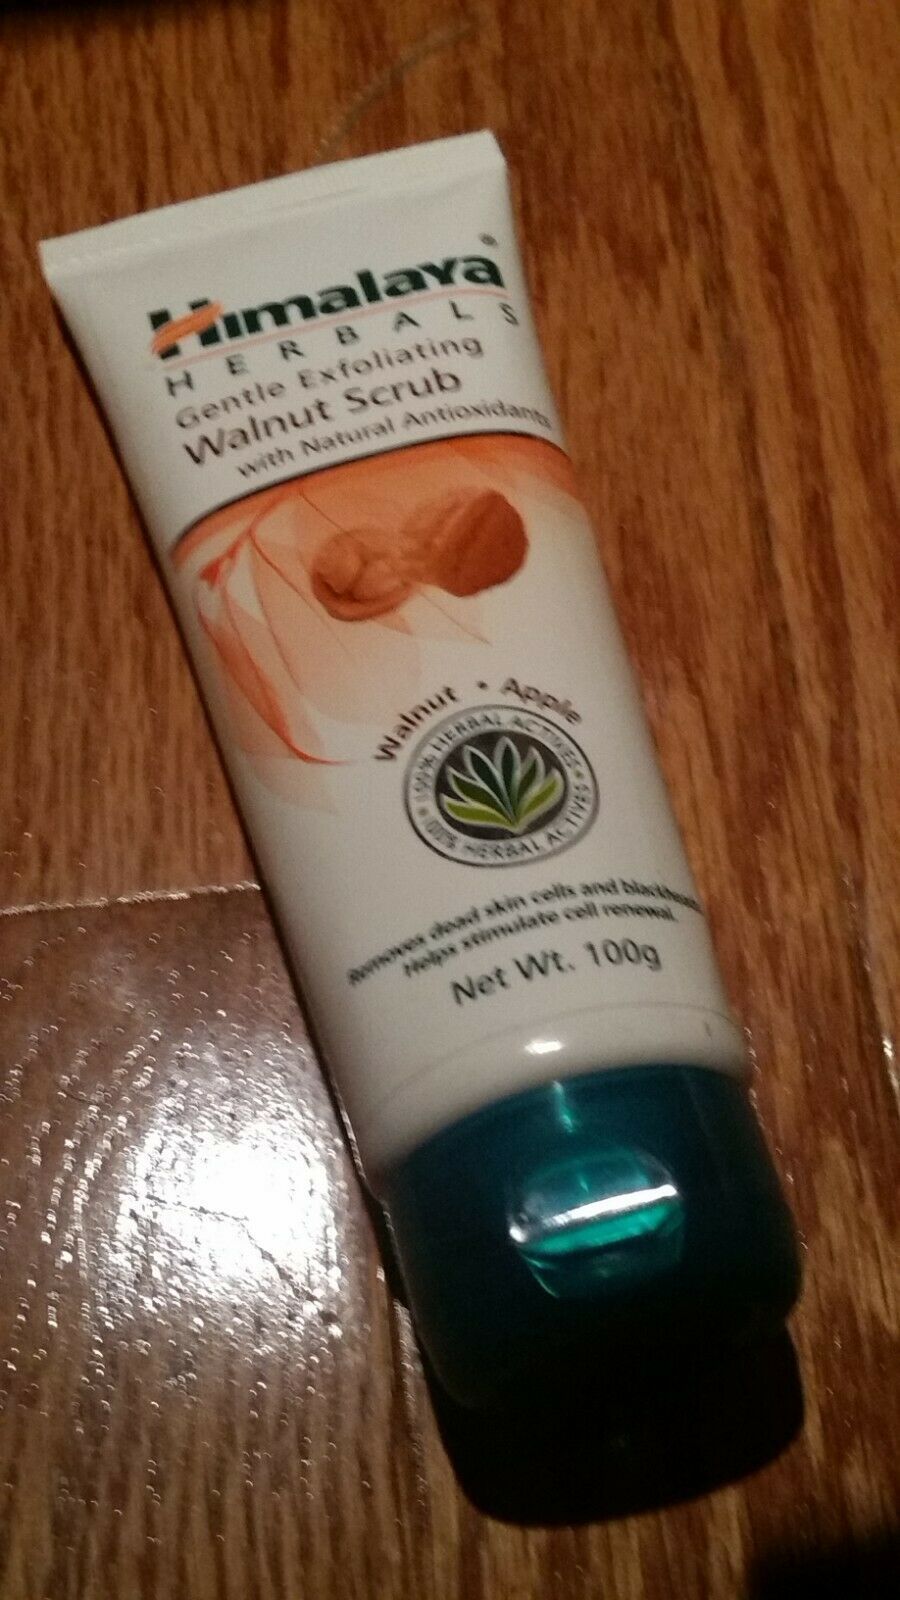 Himalaya®
HERBALS
Gentle Exfoliating
Walnut Scrub
with Natural Antioxidants
Walnut • Apple
• 100% HERBAL ACTIVES •
100% HERBAL ACTIVES
Removes dead skin cells and blackheads.
Helps stimulate cell renewal.
Net Wt. 100g